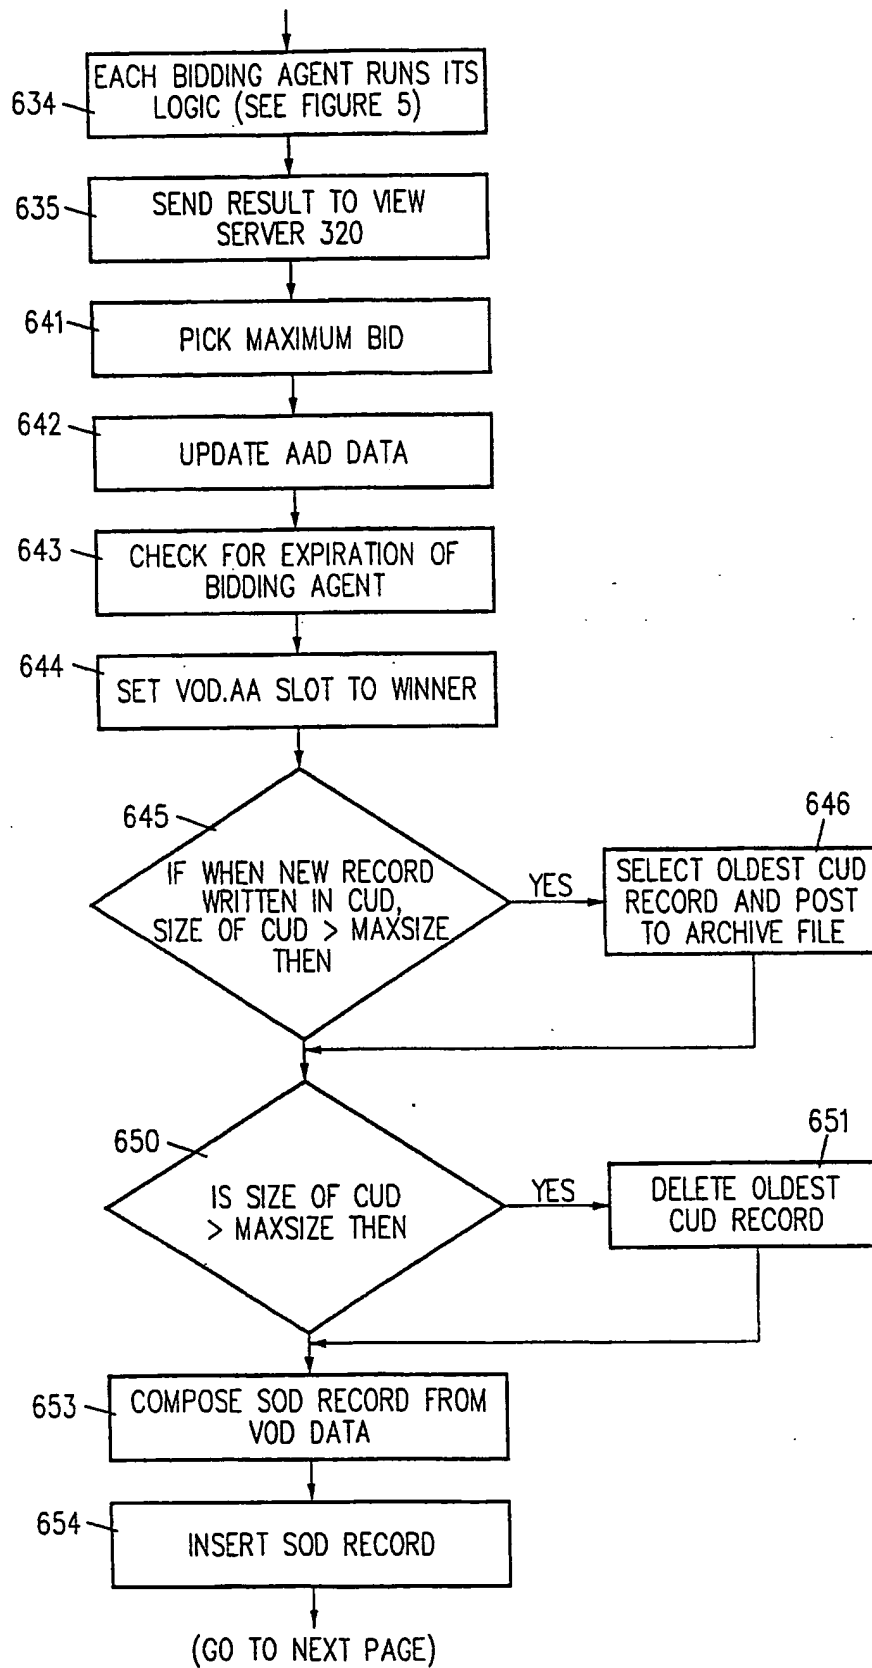 634
EACH BIDDING AGENT RUNS ITS
LOGIC (SEE FIGURE 5)
635
SEND RESULT TO VIEW
SERVER 320
641
PICK MAXIMUM BID
642
UPDATE AAD DATA
643
CHECK FOR EXPIRATION OF
BIDDING AGENT
644
SET VOD.AA SLOT TO WINNER
645
IF WHEN NEW RECORD
WRITTEN IN CUD,
SIZE OF CUD > MAXSIZE
THEN
YES
646
SELECT OLDEST CUD
RECORD AND POST
TO ARCHIVE FILE
650
IS SIZE OF CUD
> MAXSIZE THEN
YES
651
DELETE OLDEST
CUD RECORD
653
COMPOSE SOD RECORD FROM
VOD DATA
654
INSERT SOD RECORD
(GO TO NEXT PAGE)